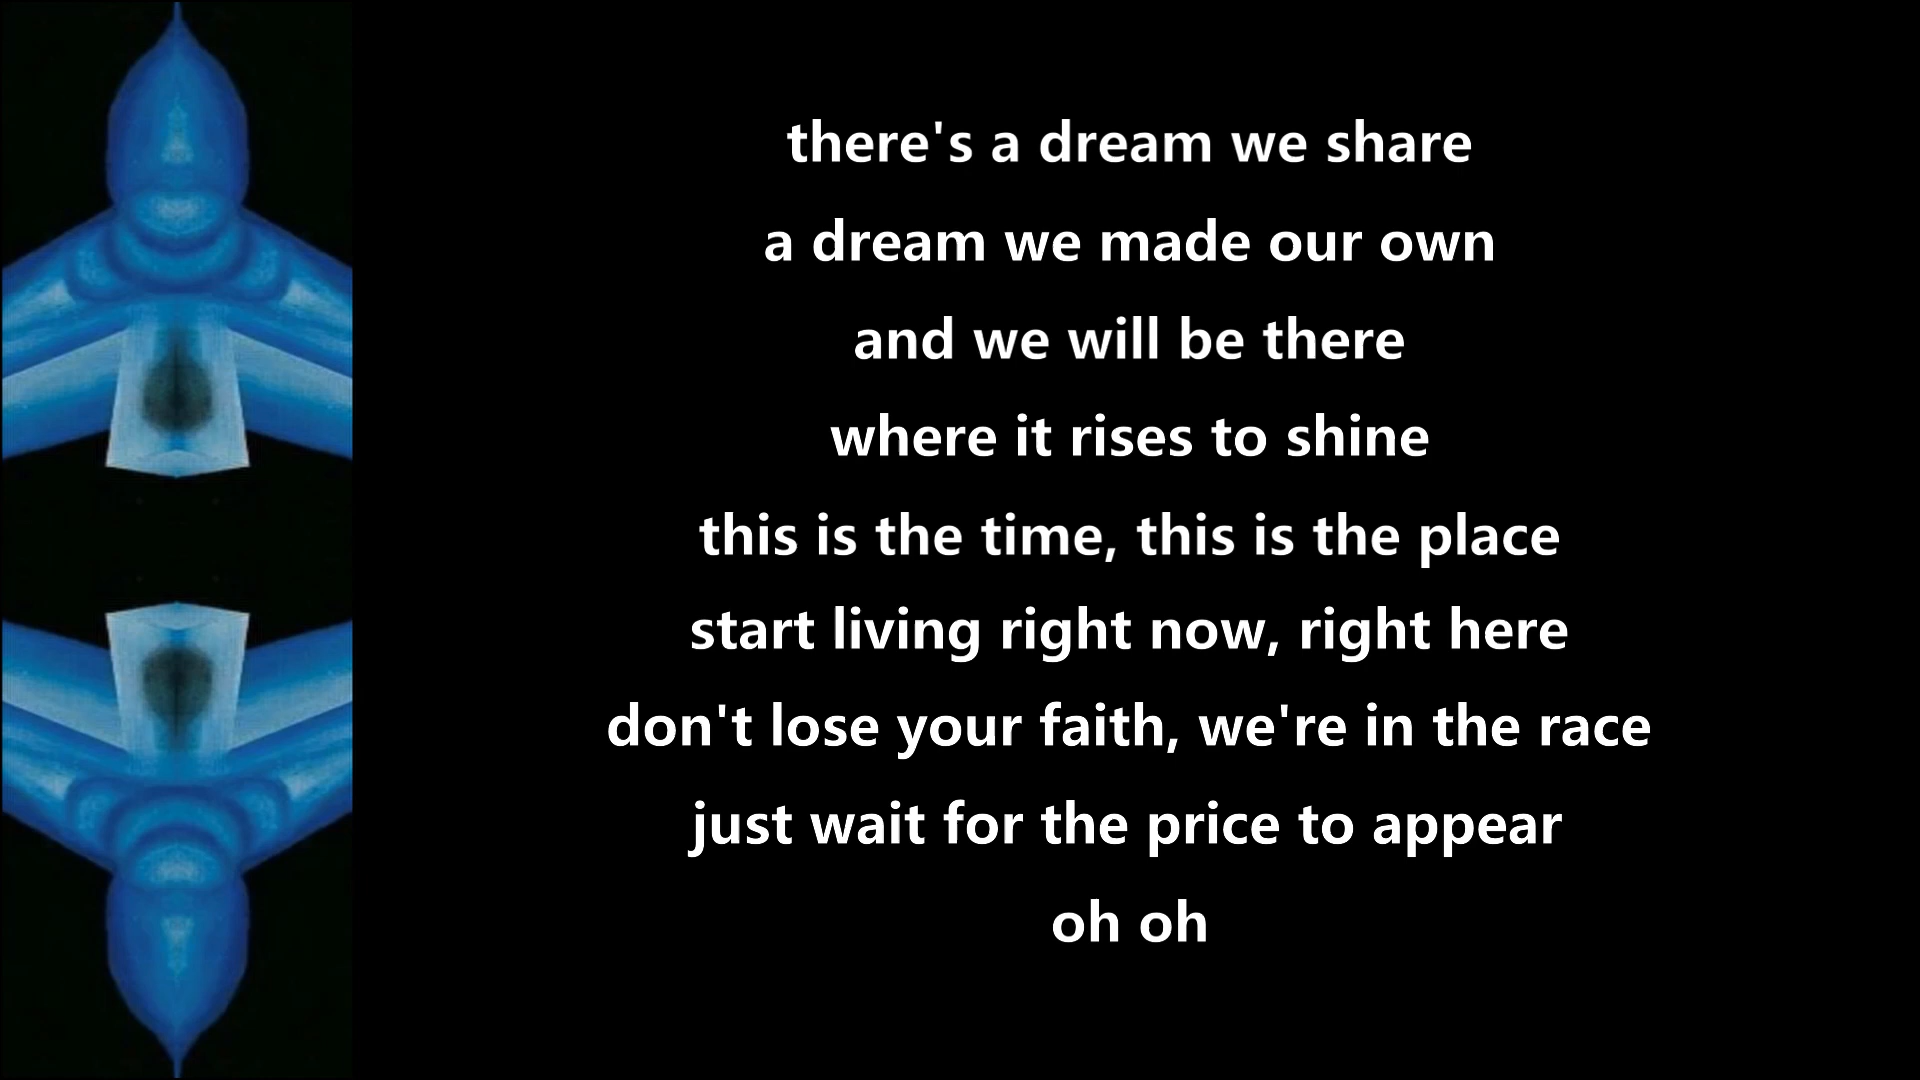 there's a dream we share
a dream we made our own
and we will be there
where it rises to shine
this is the time, this is the place
start living right now, right here
don't lose your faith, we're in the race
just wait for the price to appear
oh oh